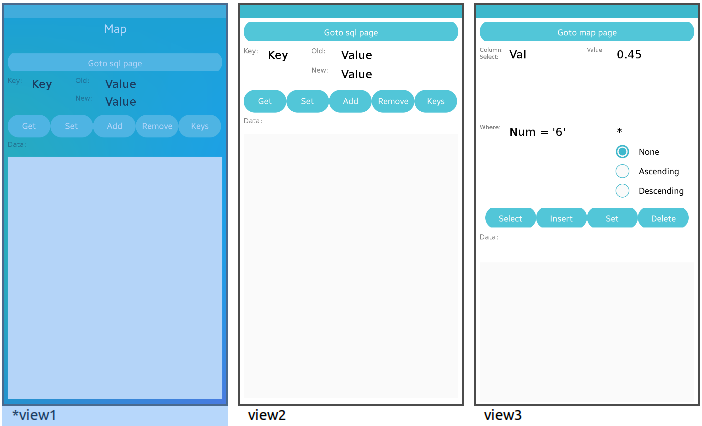 Map
Goto sql page
Key: Key Old: Value
New: Value
Get Set Add Remove Keys
Data:
*view1
Goto sql page
Key: Key Old: Value
New: Value
Get Set Add Remove Keys
Data:
view2
Goto map page
Column Select: Val Value 0.45
Where: Num = '6' *
None
Ascending
Descending
Select Insert Set Delete
Data:
view3